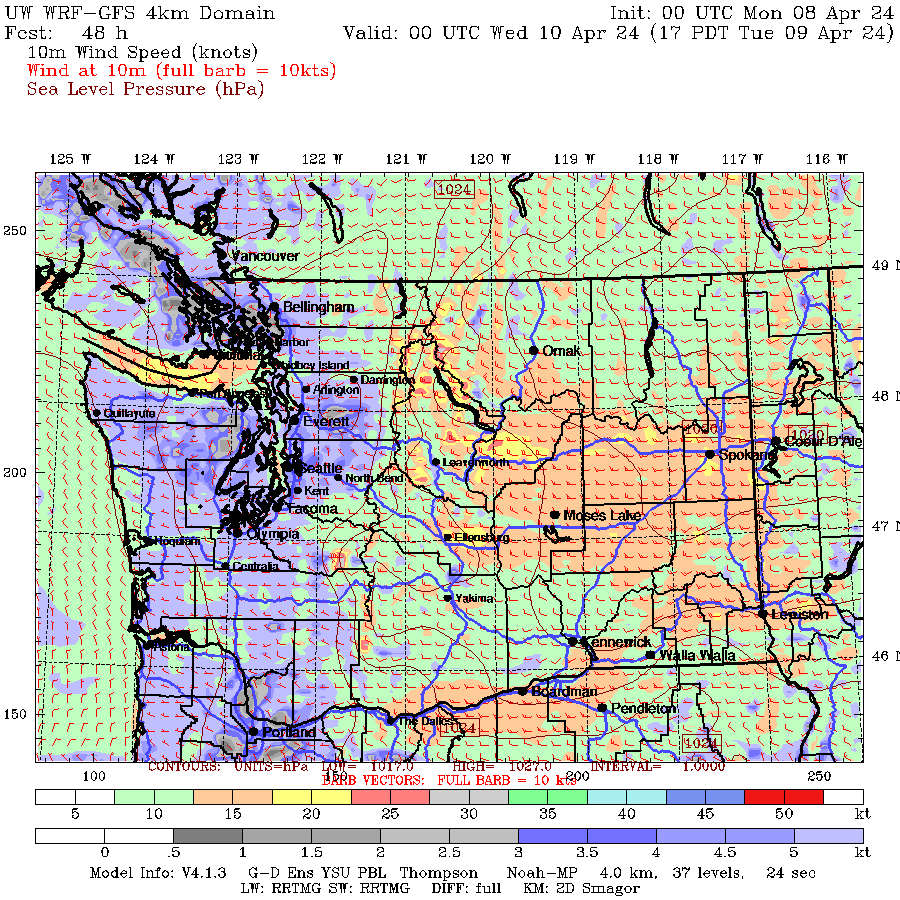 UW WRF-GFS 4km Domain Init: 00 UTC Mon 08 Apr 24
Fcst: 48 h Valid: 00 UTC Wed 10 Apr 24 (17 PDT Tue 09 Apr 24)
10m Wind Speed (knots)
Wind at 10m (full barb = 10kts)
Sea Level Pressure (hPa)
125 W 124 W 123 W 122 W 121 W 120 W 119 W 118 W 117 W 116 W
1024
250
Vancouver
49 N
Bellingham
Harbor
Omak
Whidbey Island
Darrington
Arlington
48 N
Quillayute
Everett
Coeur D'Ale
Spokane
Leavenworth
200
Seattle
North Bend
Kent
Tacoma
Moses Lake
47 N
Olympia
Ellensburg
Hoquiam
Centralia
Yakima
Lewiston
Kennewick
Astoria
Walla Walla
46 N
Boardman
Pendleton
150
The Dalles
1024
Portland
1024
CONTOURS: UNITS=hPa LOW= 1017.0 HIGH= 1027.0 INTERVAL= 1.0000
100 150 200 250
BARB VECTORS: FULL BARB = 10 kts
5 10 15 20 25 30 35 40 45 50 kt
0 .5 1 1.5 2 2.5 3 3.5 4 4.5 5 kt
Model Info: V4.1.3 G-D Ens YSU PBL Thompson Noah-MP 4.0 km, 37 levels, 24 sec
LW: RRTMG SW: RRTMG DIFF: full KM: 2D Smagor